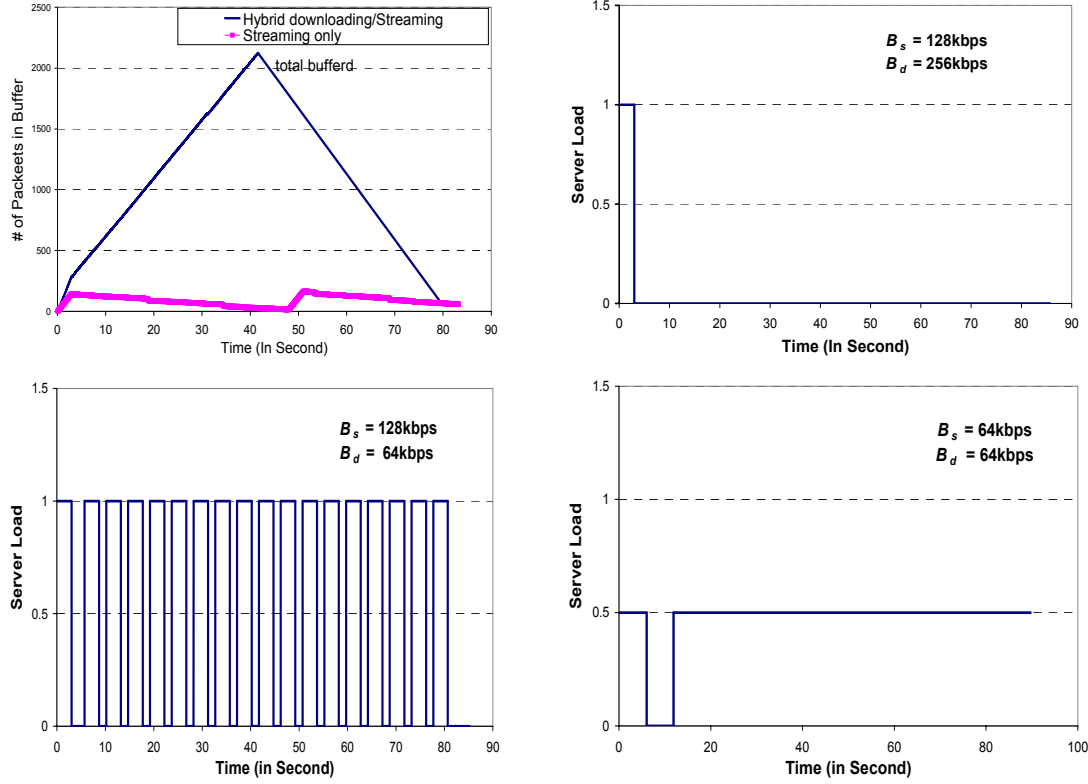 Hybrid downloading/Streaming
Streaming only
total bufferd
# of Packeets in Buffer
2500
2000
1500
1000
500
0
0 10 20 30 40 50 60 70 80 90
Time (In Second)
B s = 128kbps
B d = 256kbps
Server Load
1.5
1
0.5
0
0 10 20 30 40 50 60 70 80 90
Time (In Second)
B s = 128kbps
B d = 64kbps
Server Load
1.5
1
0.5
0
0 10 20 30 40 50 60 70 80 90
Time (in Second)
B s = 64kbps
B d = 64kbps
Server Load
1.5
1
0.5
0
0 20 40 60 80 100
Time (in Second)